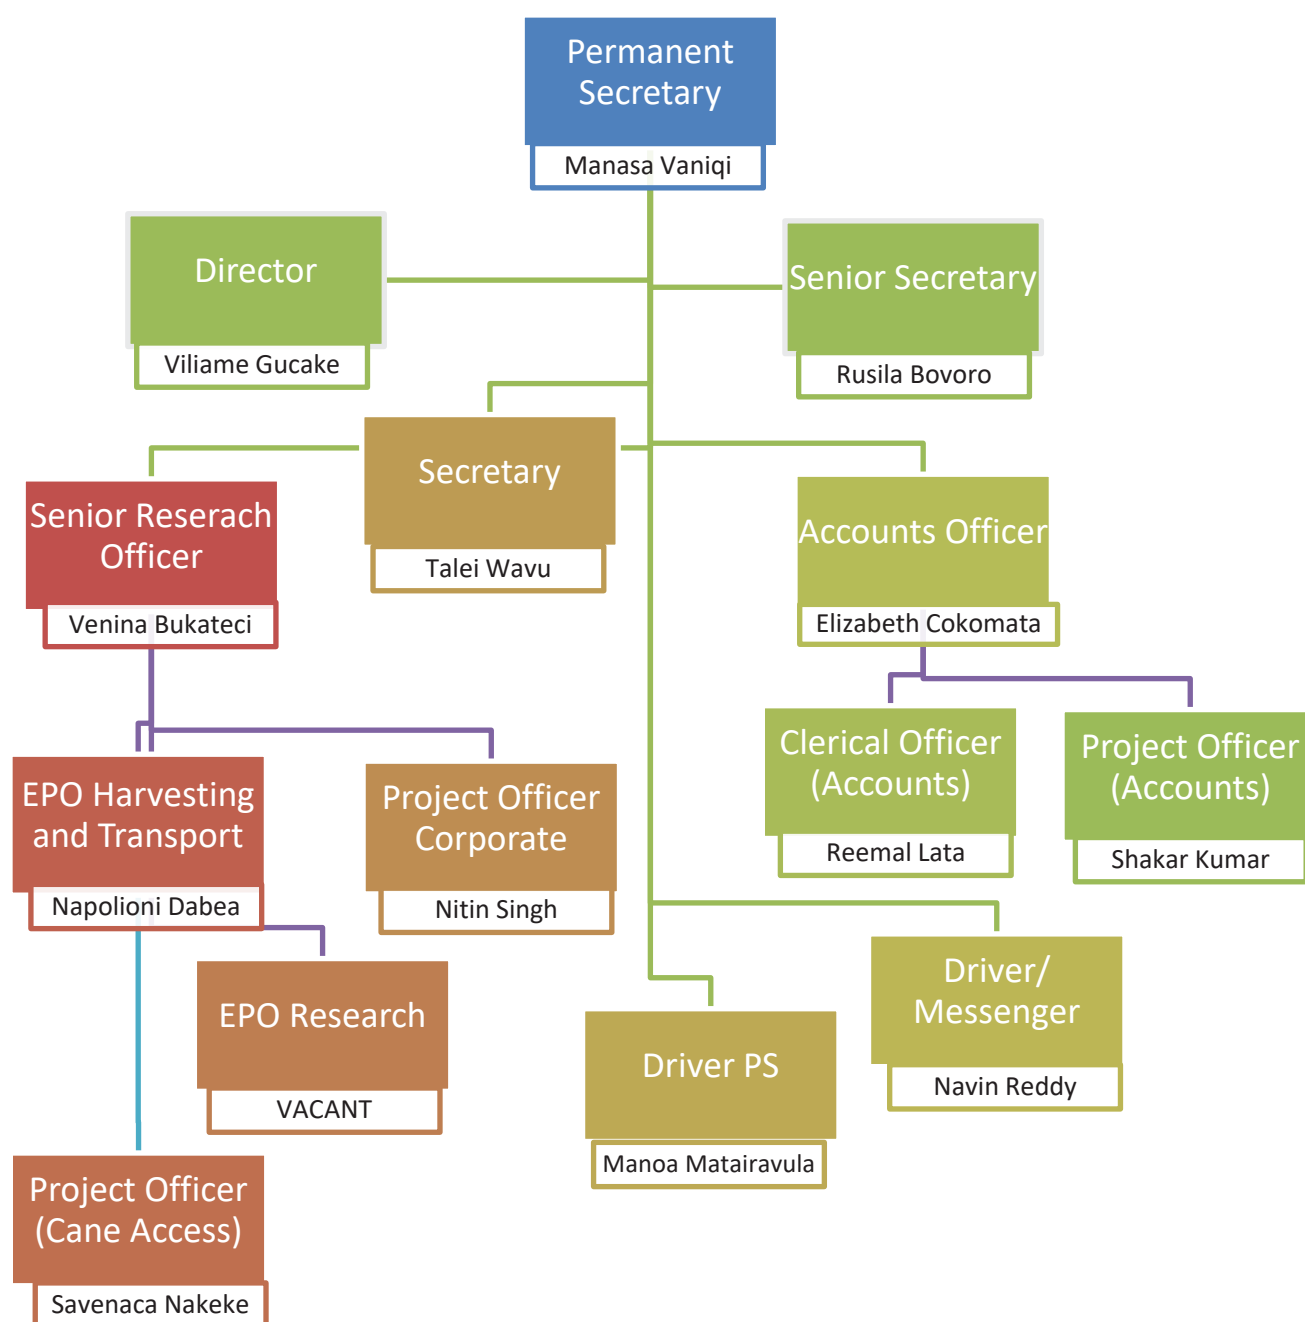 Permanent
Secretary
Manasa Vaniqi
Director
Viliame Gucake
Senior Secretary
Rusila Bovoro
Secretary
Talei Wavu
Senior Reserach
Officer
Venina Bukateci
Accounts Officer
Elizabeth Cokomata
EPO Harvesting
and Transport
Napolioni Dabea
Project Officer
Corporate
Nitin Singh
Clerical Officer
(Accounts)
Reemal Lata
Project Officer
(Accounts)
Shakar Kumar
EPO Research
VACANT
Driver PS
Manoa Matairavula
Driver/
Messenger
Navin Reddy
Project Officer
(Cane Access)
Savenaca Nakeke